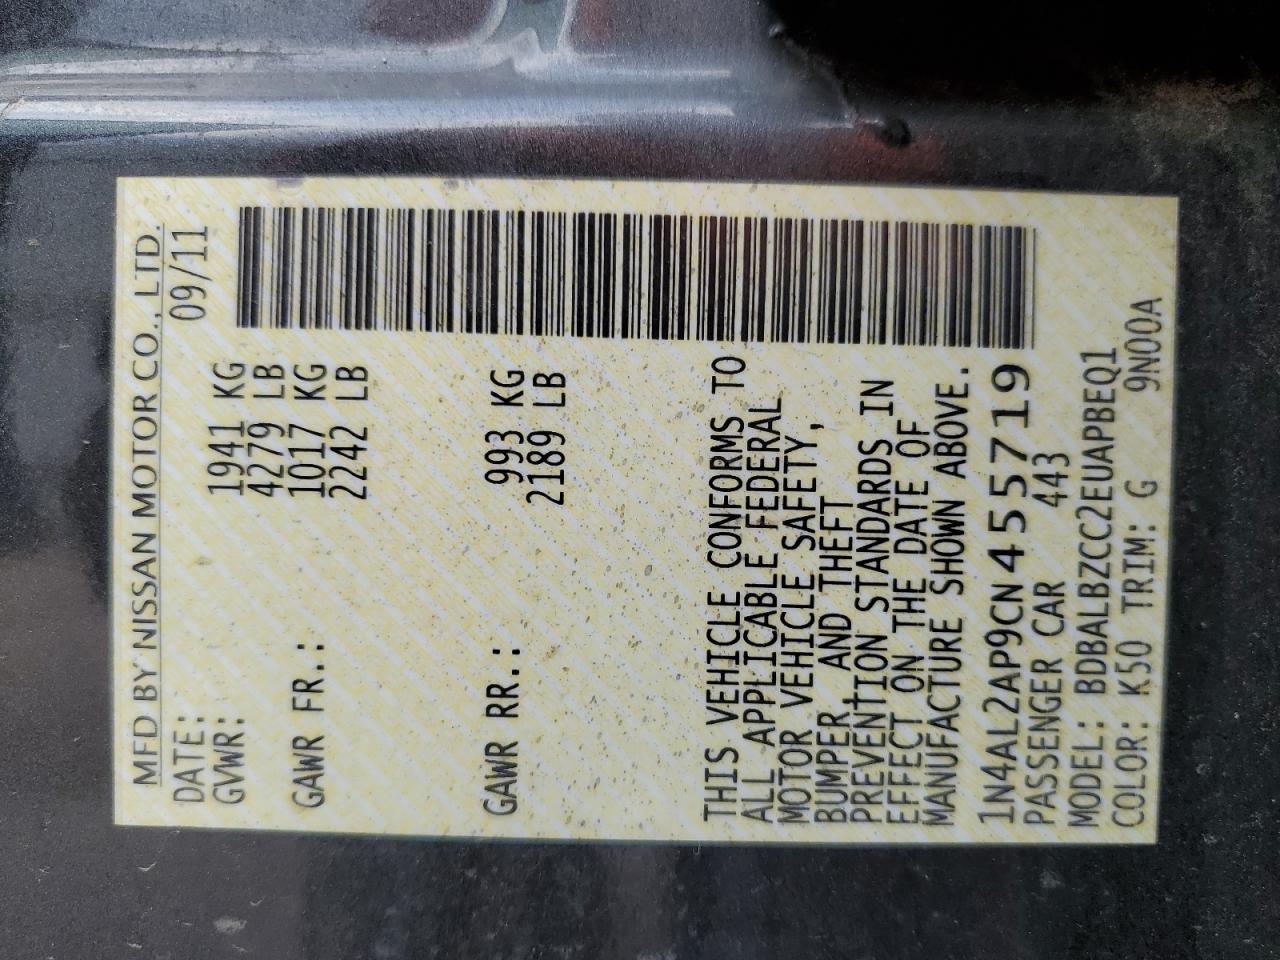 MFD BY NISSAN MOTOR CO., LTD.
DATE: 09/11
GVWR: 1941 KG
4279 LB
GAWR FR.: 1017 KG
2242 LB
GAWR RR.: 993 KG
2189 LB
THIS VEHICLE CONFORMS TO
ALL APPLICABLE FEDERAL
MOTOR VEHICLE SAFETY,
BUMPER, AND THEFT
PREVENTION STANDARDS IN
EFFECT ON THE DATE OF
MANUFACTURE SHOWN ABOVE.
1N4AL2AP9CN455719
PASSENGER CAR 443
MODEL: BDBALBZCC2EUAPBEQ1
COLOR: K50 TRIM: G 9N00A